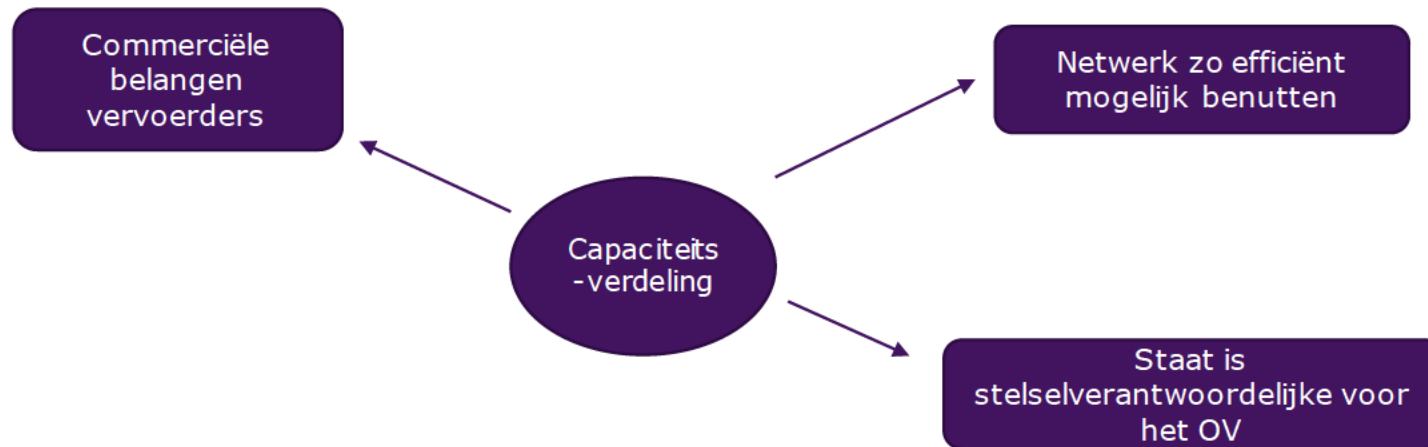 Commerciële
belangen
vervoerders
Netwerk zo efficiënt
mogelijk benutten
Capaciteits
-verdeling
Staat is
stelselverantwoordelijke voor
het OV